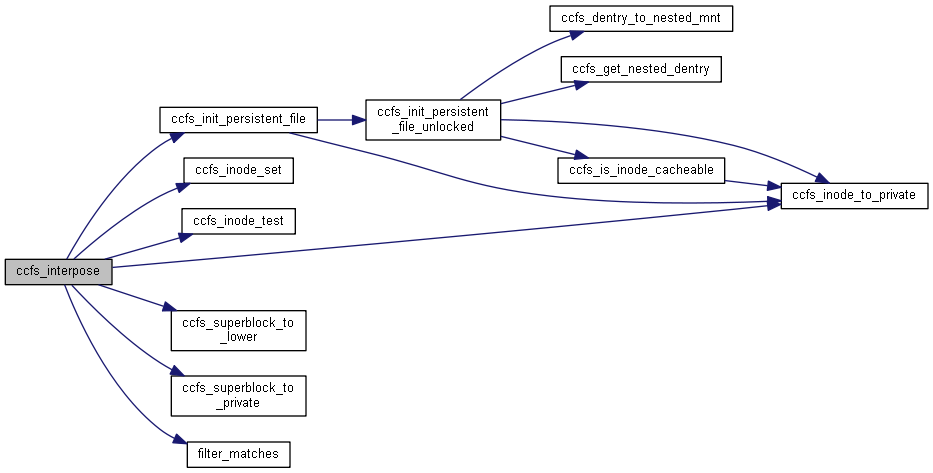 ccfs_dentry_to_nested_mnt
ccfs_get_nested_dentry
ccfs_init_persistent_file
ccfs_init_persistent
_file_unlocked
ccfs_is_inode_cacheable
ccfs_inode_set
ccfs_inode_to_private
ccfs_inode_test
ccfs_interpose
ccfs_superblock_to
_lower
ccfs_superblock_to
_private
filter_matches